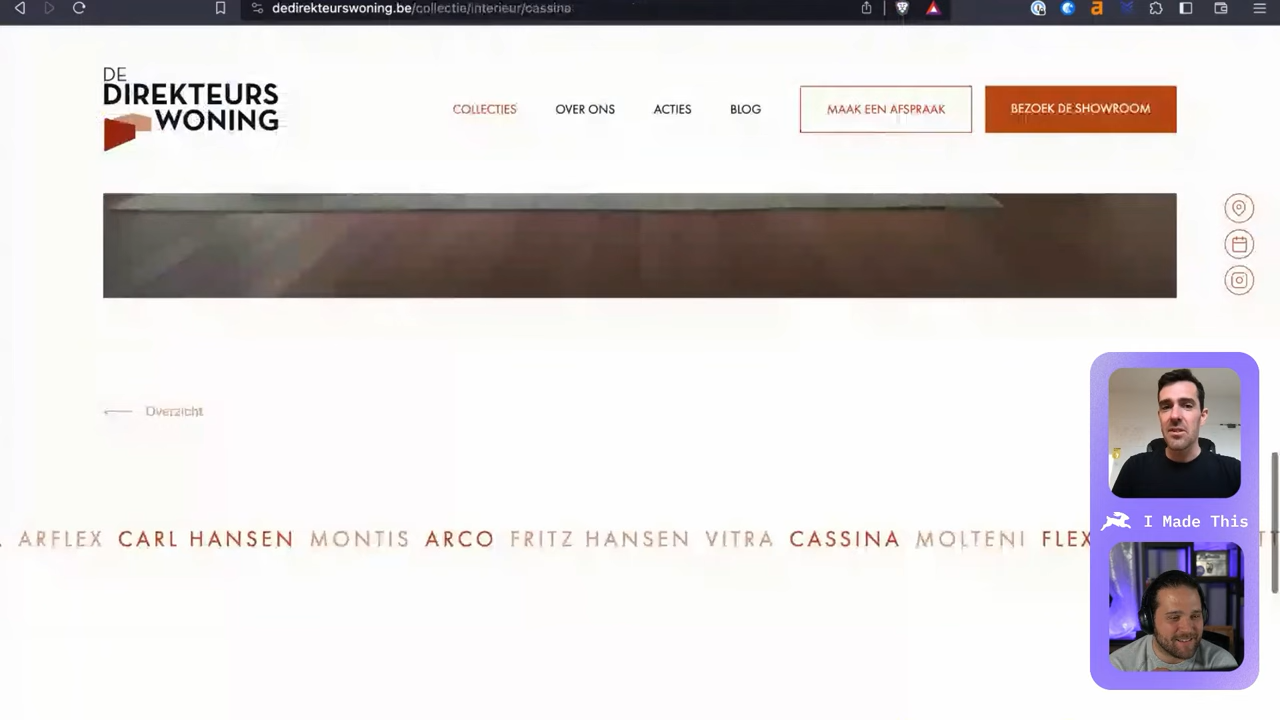 dedirekteurswoning.be/collectie/interieur/cassina
DE
DIREKTEURS
WONING
COLLECTIES
OVER ONS
ACTIES
BLOG
MAAK EEN AFSPRAAK
BEZOEK DE SHOWROOM
Overzicht
ARFLEX CARL HANSEN MONTIS ARCO FRITZ HANSEN VITRA CASSINA MOLTENI FLEX
I Made This